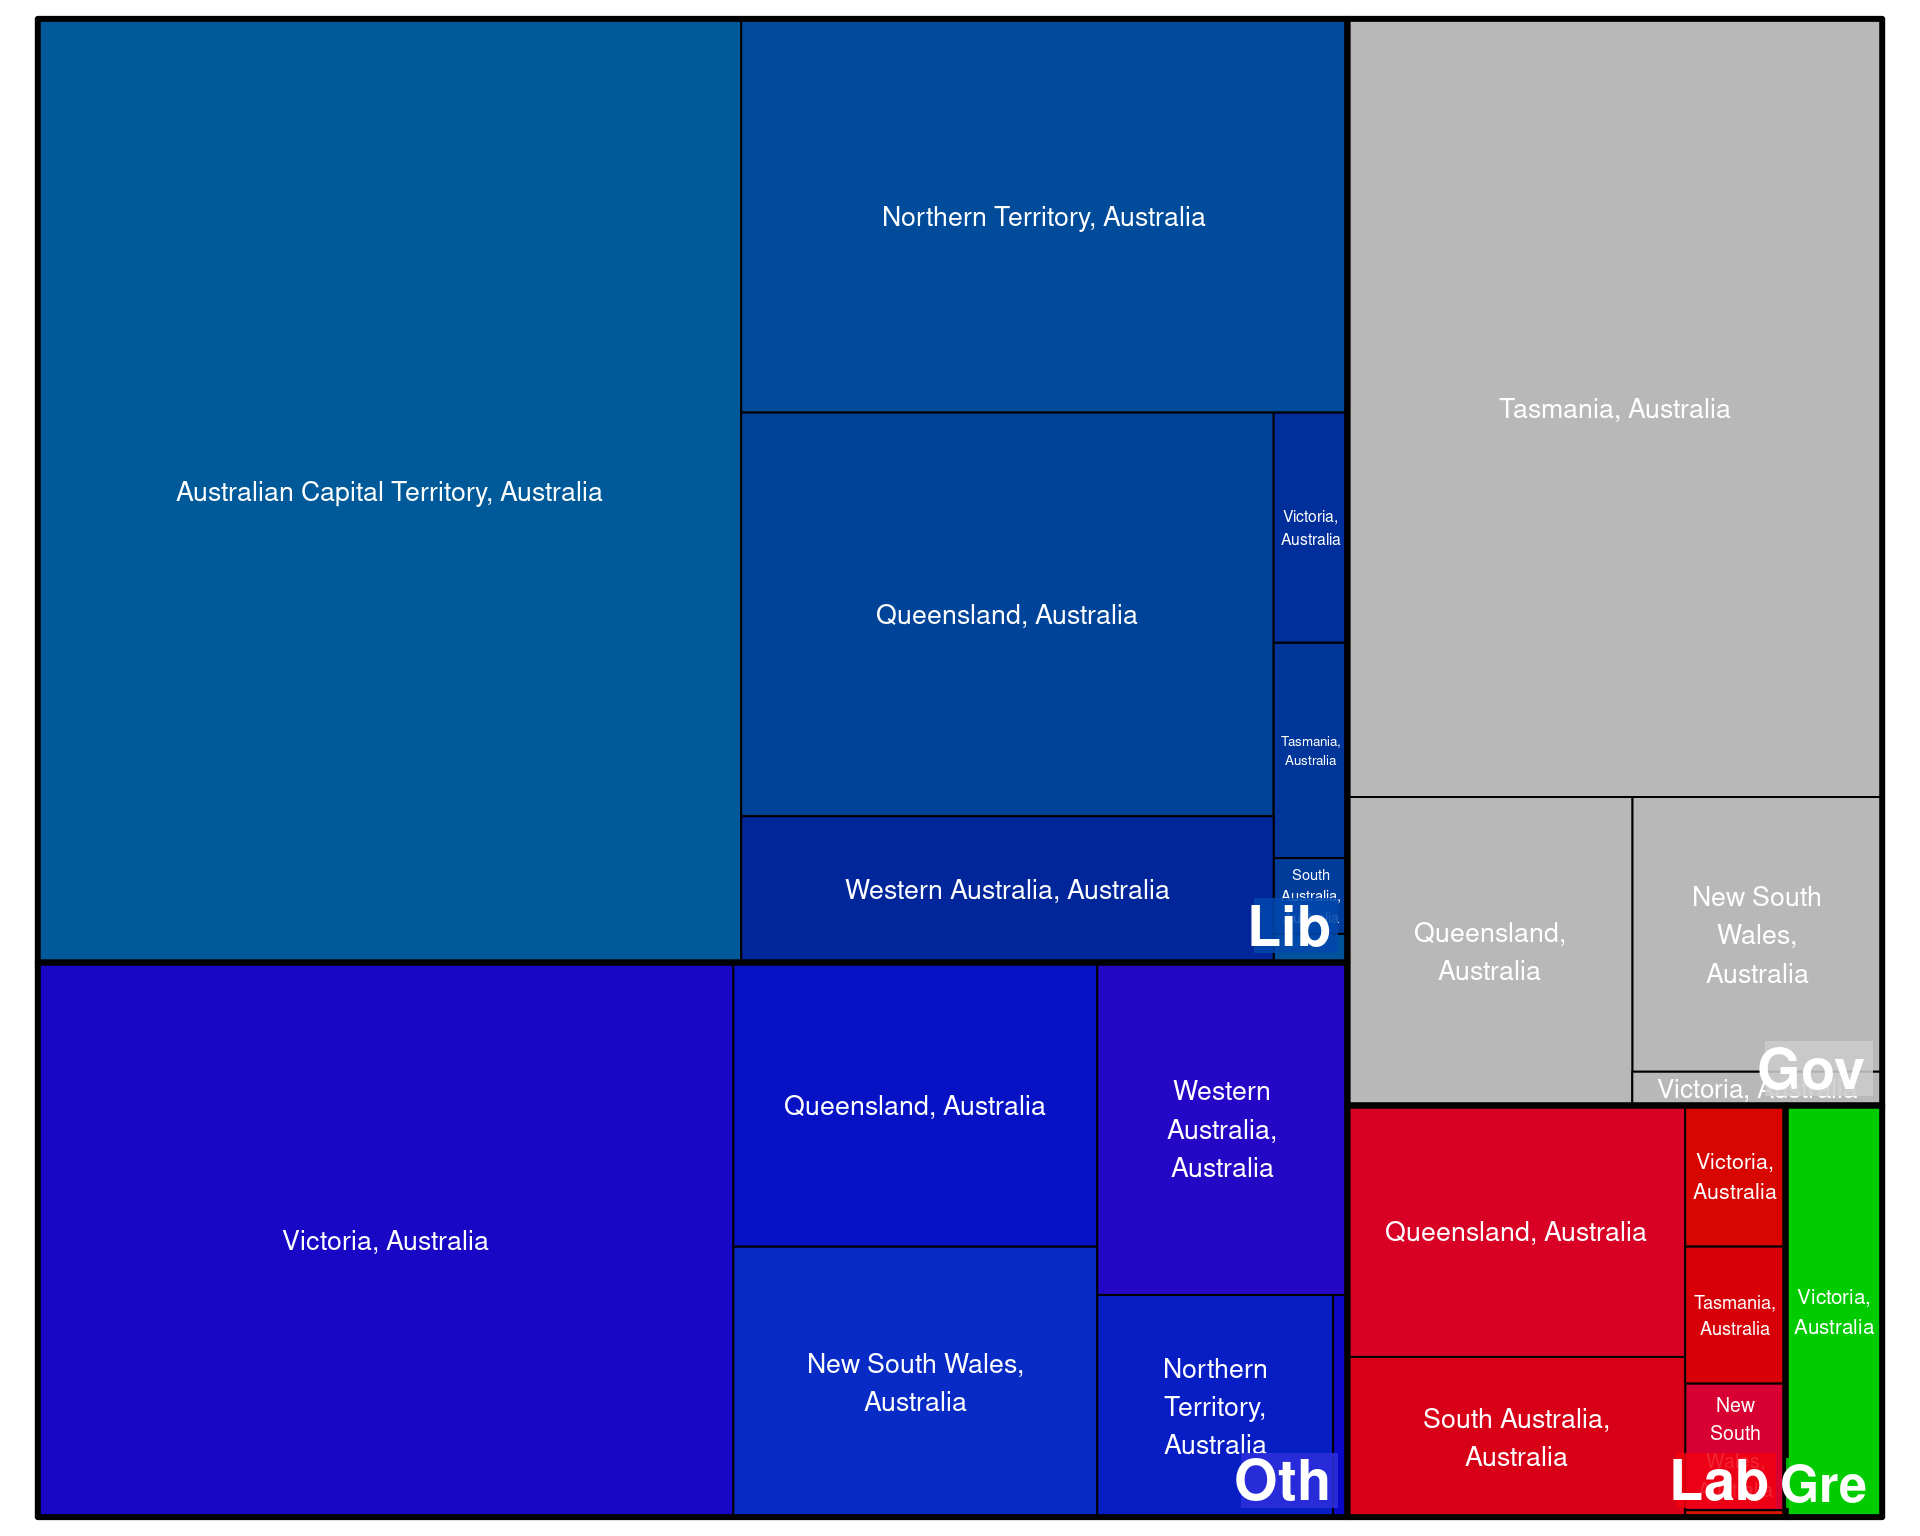 Australian Capital Territory, Australia
Northern Territory, Australia
Queensland, Australia
Victoria,
Australia
Tasmania,
Australia
Western Australia, Australia
South
Australia,
Lib
Tasmania, Australia
Queensland,
Australia
New South
Wales,
Australia
Victoria, Australia
Gov
Victoria, Australia
Queensland, Australia
New South Wales,
Australia
Western
Australia,
Australia
Northern
Territory,
Australia
Oth
Queensland, Australia
South Australia,
Australia
Victoria,
Australia
Tasmania,
Australia
New
South
Wales,
Lab
Victoria,
Australia
Gre